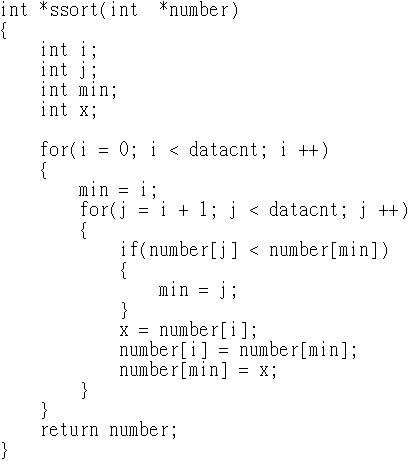 int *ssort(int  *number)
{
    int i;
    int j;
    int min;
    int x;

    for(i = 0; i < datacnt; i ++)
    {
        min = i;
        for(j = i + 1; j < datacnt; j ++)
        {
            if(number[j] < number[min])
            {
                min = j;
            }
            x = number[i];
            number[i] = number[min];
            number[min] = x;
        }
    }
    return number;
}